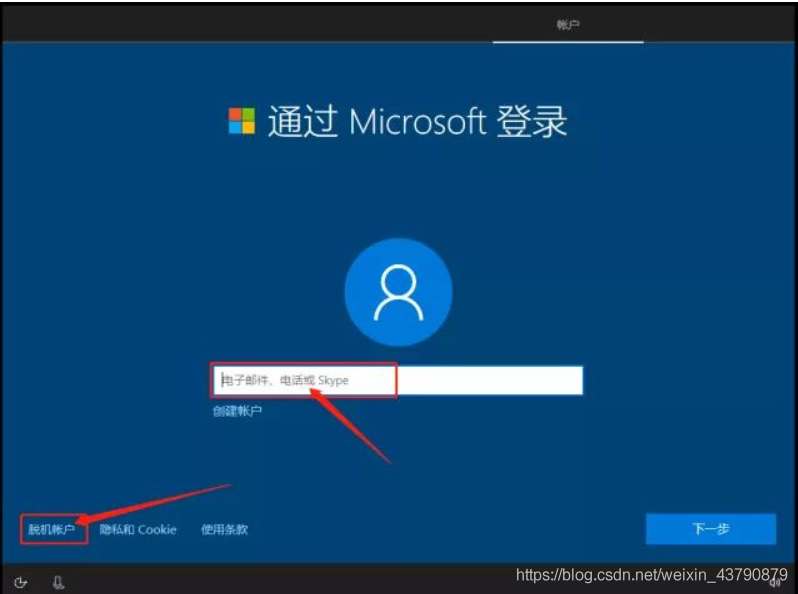 帐户
通过 Microsoft 登录
电子邮件、电话或 Skype
创建帐户
脱机帐户 隐私和 Cookie 使用条款 下一步
https://blog.csdn.net/weixin_43790879